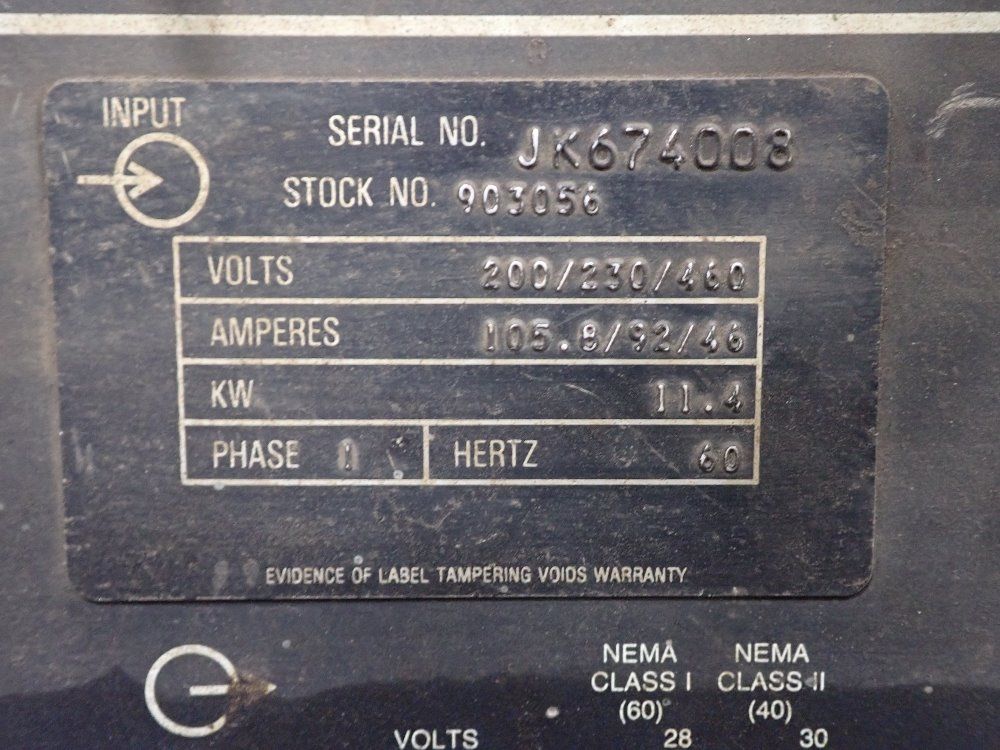 INPUT
SERIAL NO. JK674008
STOCK NO. 903056
VOLTS 200/230/460
AMPERES 105.8/92/46
KW 11.4
PHASE 1 HERTZ 60
EVIDENCE OF LABEL TAMPERING VOIDS WARRANTY
NEMA NEMA
CLASS I CLASS II
(60) (40)
VOLTS 28 30